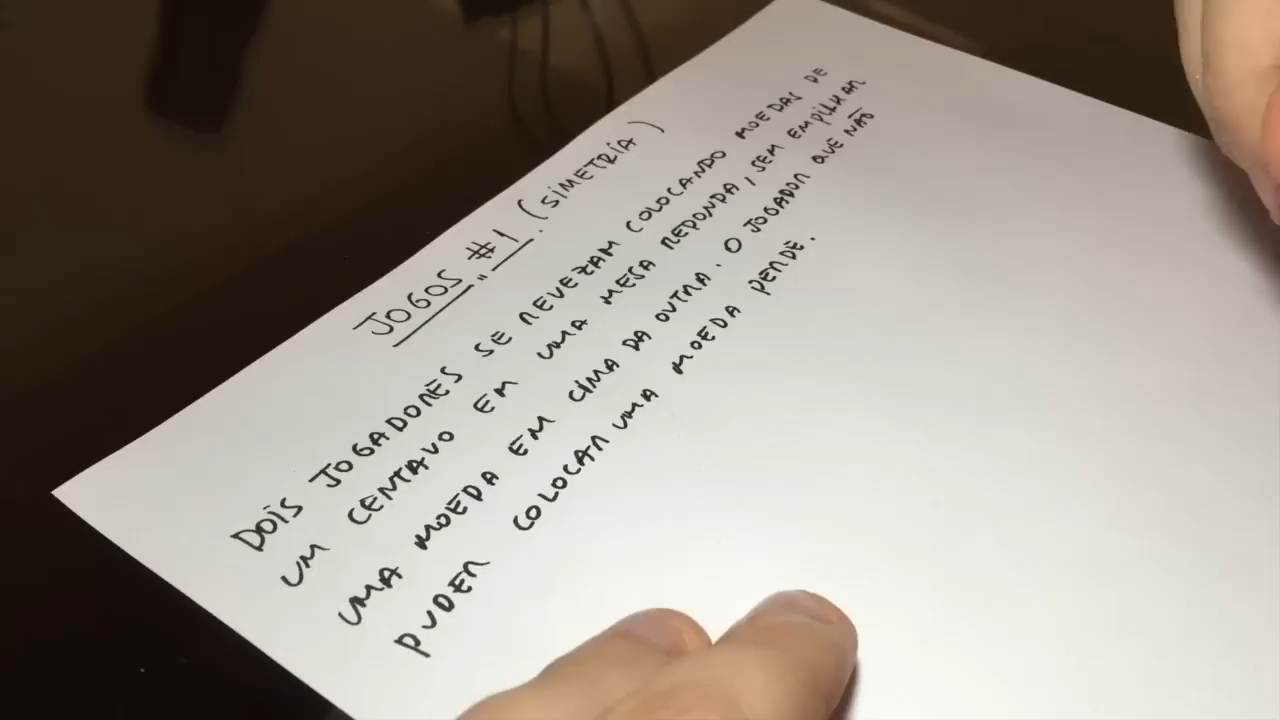 JOGOS #1 (SIMETRIA)
DOIS JOGADORES SE REVEZAM COLOCANDO MOEDAS DE
UM CENTAVO EM UMA MESA REDONDA, SEM EMPILHAR
UMA MOEDA EM CIMA DA OUTRA. O JOGADOR QUE NÃO
PUDER COLOCAR UMA MOEDA PERDE.